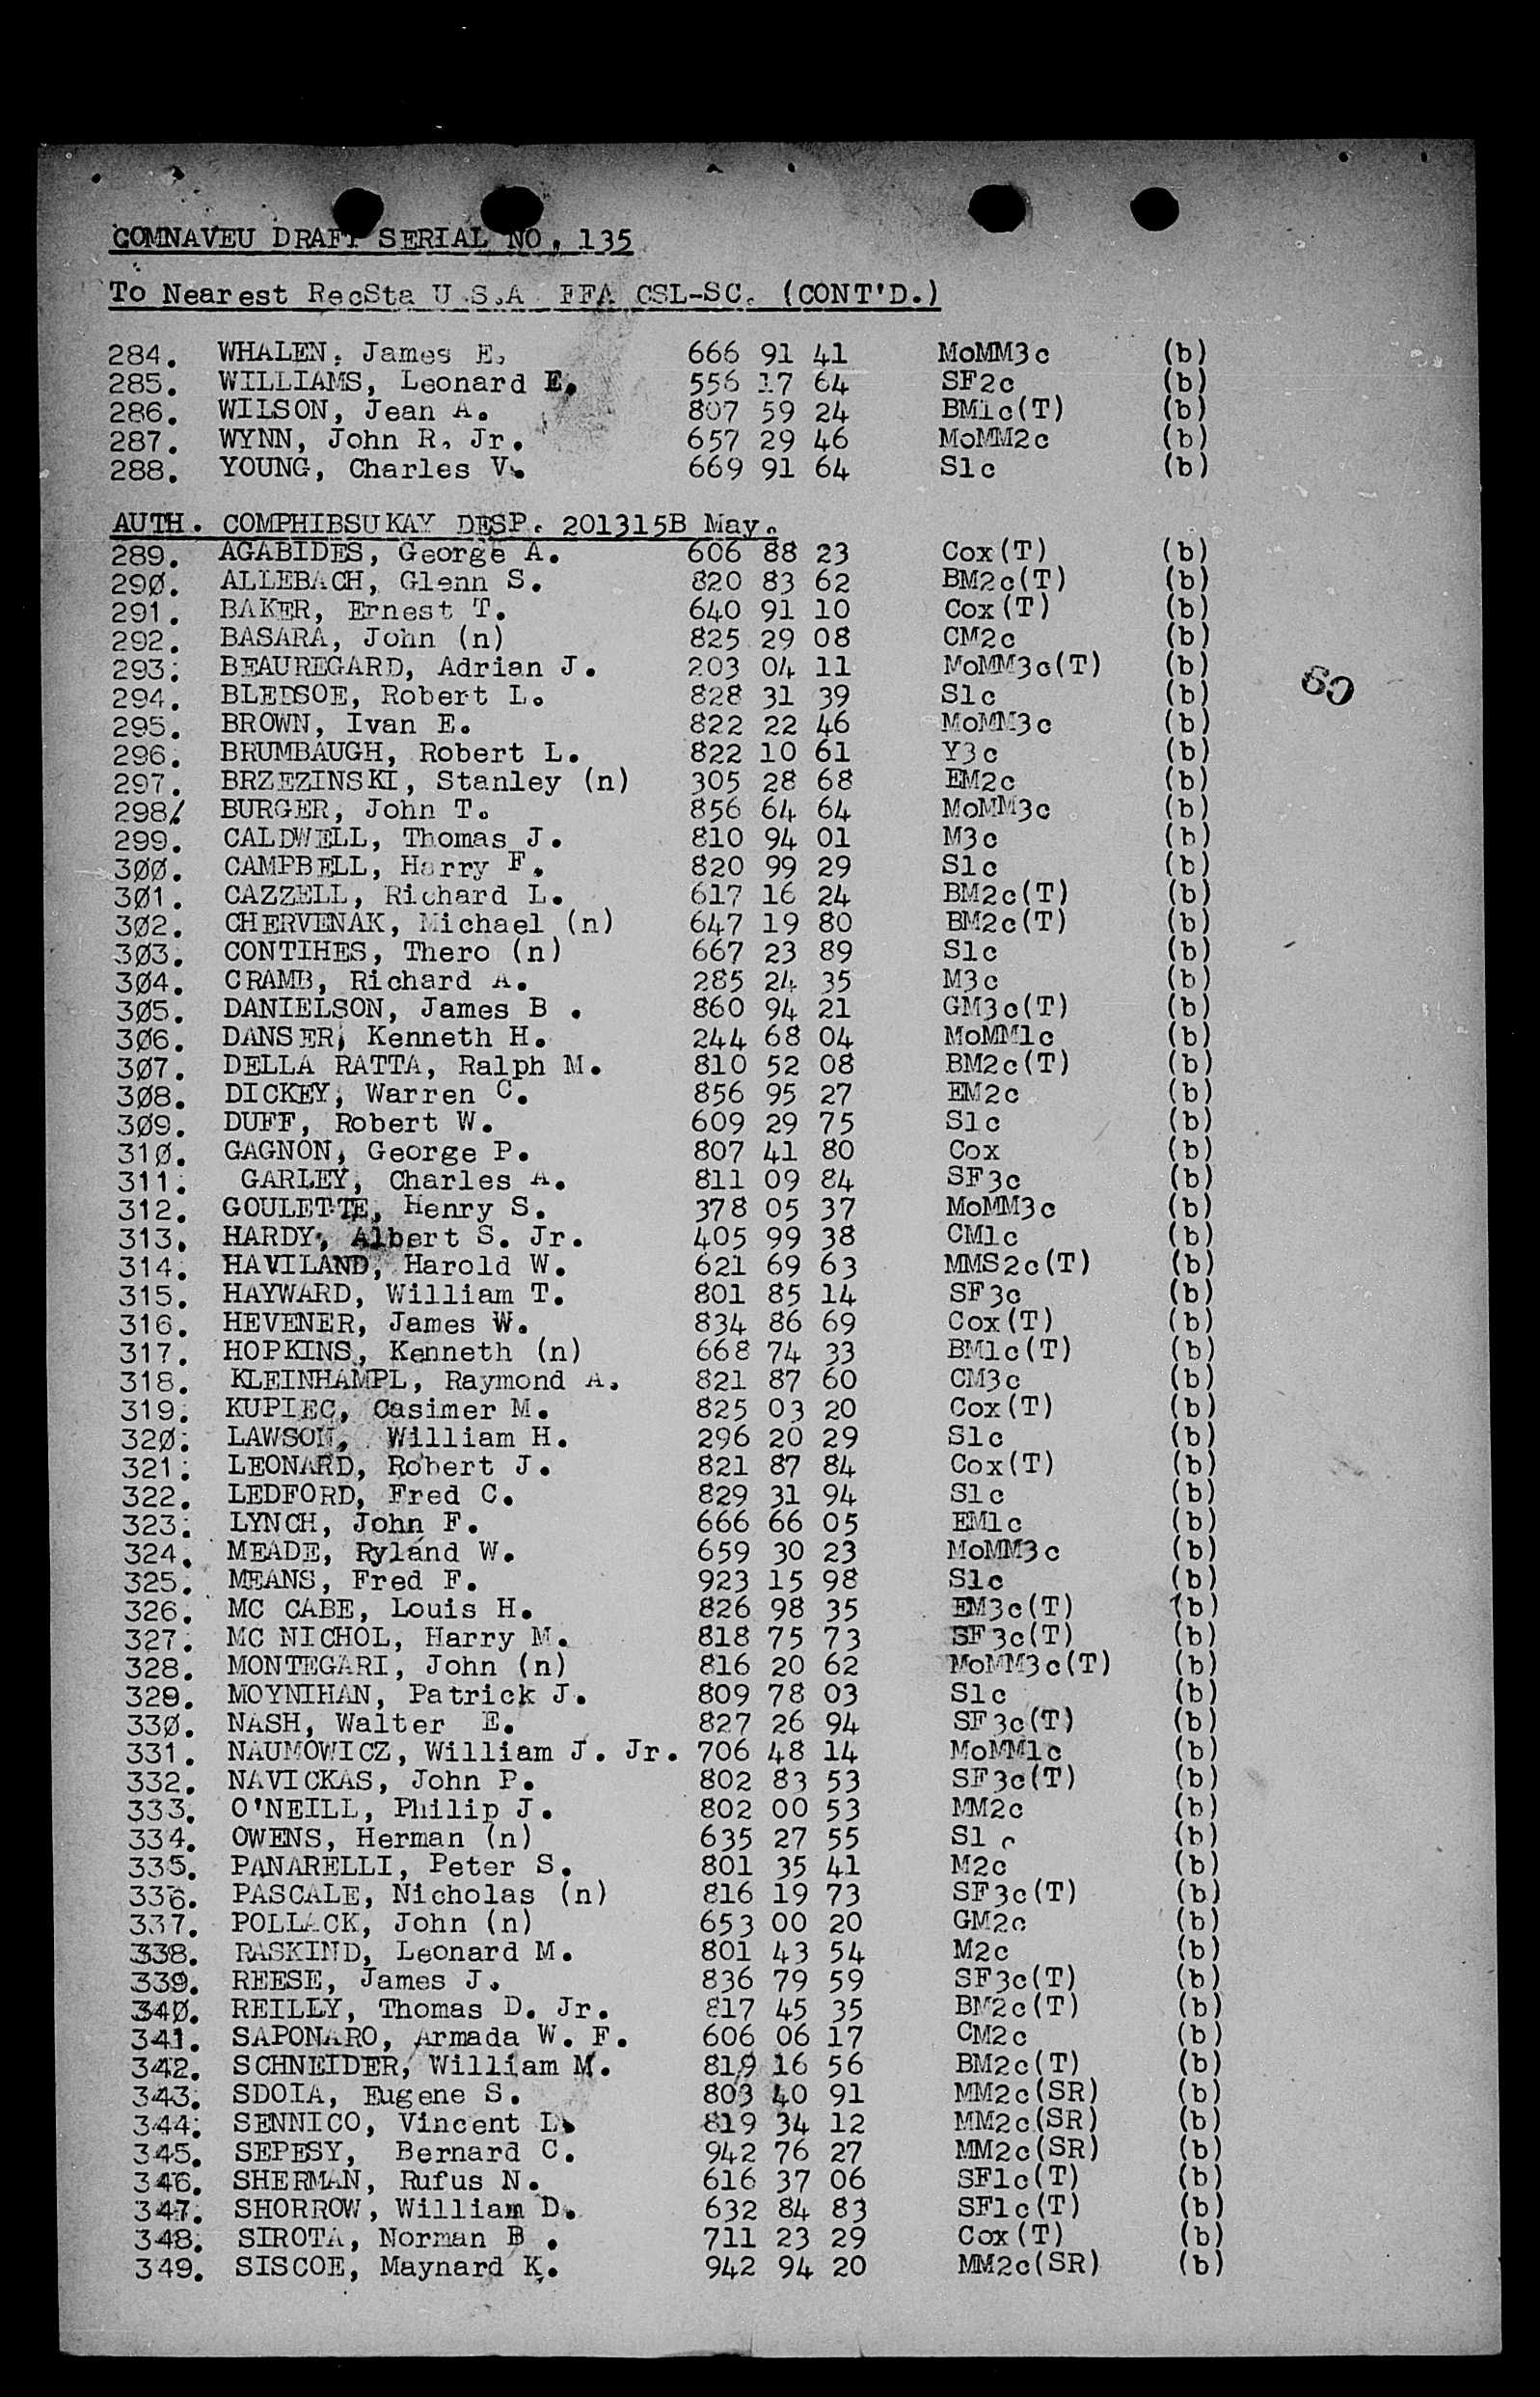 COMNAVEU DRAFT SERIAL NO. 135
To Nearest RecSta U.S.A FFA CSL-SC. (CONT'D.)
284. WHALEN, James E. 666 91 41 MoMM3c (b)
285. WILLIAMS, Leonard E. 556 17 64 SF2c (b)
286. WILSON, Jean A. 807 59 24 BM1c(T) (b)
287. WYNN, John R. Jr. 657 29 46 MoMM2c (b)
288. YOUNG, Charles V. 669 91 64 S1c (b)
AUTH. COMPHIBSUKAY DESP. 201315B May.
289. AGABIDES, George A. 606 88 23 Cox(T) (b)
290. ALLEBACH, Glenn S. 820 83 62 BM2c(T) (b)
291. BAKER, Ernest T. 640 91 10 Cox(T) (b)
292. BASARA, John (n) 825 29 08 CM2c (b)
293. BEAUREGARD, Adrian J. 203 04 11 MoMM3c(T) (b)
294. BLEDSOE, Robert L. 828 31 39 S1c (b)
60
295. BROWN, Ivan E. 822 22 46 MoMM3c (b)
296. BRUMBAUGH, Robert L. 822 10 61 Y3c (b)
297. BRZEZINSKI, Stanley (n) 305 28 68 EM2c (b)
298. BURGER, John T. 856 64 64 MoMM3c (b)
299. CALDWELL, Thomas J. 810 94 01 M3c (b)
300. CAMPBELL, Harry F. 820 99 29 S1c (b)
301. CAZZELL, Richard L. 617 16 24 BM2c(T) (b)
302. CHERVENAK, Michael (n) 647 19 80 BM2c(T) (b)
303. CONTIHES, Thero (n) 667 23 89 S1c (b)
304. CRAMB, Richard A. 285 24 35 M3c (b)
305. DANIELSON, James B . 860 94 21 GM3c(T) (b)
306. DANSER, Kenneth H. 244 68 04 MoMM1c (b)
307. DELLA RATTA, Ralph M. 810 52 08 BM2c(T) (b)
308. DICKEY, Warren C. 856 95 27 EM2c (b)
309. DUFF, Robert W. 609 29 75 S1c (b)
310. GAGNON, George P. 807 41 80 Cox (b)
311. GARLEY, Charles A. 811 09 84 SF3c (b)
312. GOULETTE, Henry S. 378 05 37 MoMM3c (b)
313. HARDY, Albert S. Jr. 405 99 38 CM1c (b)
314. HAVILAND, Harold W. 621 69 63 MMS2c(T) (b)
315. HAYWARD, William T. 801 85 14 SF3c (b)
316. HEVENER, James W. 834 86 69 Cox(T) (b)
317. HOPKINS, Kenneth (n) 668 74 33 BM1c(T) (b)
318. KLEINHAMPL, Raymond A. 821 87 60 CM3c (b)
319. KUPIEC, Casimer M. 825 03 20 Cox(T) (b)
320. LAWSON, William H. 296 20 29 S1c (b)
321. LEONARD, Robert J. 821 87 84 Cox(T) (b)
322. LEDFORD, Fred C. 829 31 94 S1c (b)
323. LYNCH, John F. 666 66 05 EM1c (b)
324. MEADE, Ryland W. 659 30 23 MoMM3c (b)
325. MEANS, Fred F. 923 15 98 S1c (b)
326. MC CABE, Louis H. 826 98 35 EM3c(T) (b)
327. MC NICHOL, Harry M. 818 75 73 SF3c(T) (b)
328. MONTEGARI, John (n) 816 20 62 MoMM3c(T) (b)
329. MOYNIHAN, Patrick J. 809 78 03 S1c (b)
330. NASH, Walter E. 827 26 94 SF3c(T) (b)
331. NAUMOWICZ, William J. Jr. 706 48 14 MoMM1c (b)
332. NAVICKAS, John P. 802 83 53 SF3c(T) (b)
333. O'NEILL, Philip J. 802 00 53 MM2c (b)
334. OWENS, Herman (n) 635 27 55 S1 c (b)
335. PANARELLI, Peter S. 801 35 41 M2c (b)
336. PASCALE, Nicholas (n) 816 19 73 SF3c(T) (b)
337. POLLACK, John (n) 653 00 20 GM2c (b)
338. RASKIND, Leonard M. 801 43 54 M2c (b)
339. REESE, James J. 836 79 59 SF3c(T) (b)
340. REILLY, Thomas D. Jr. 817 45 35 BM2c(T) (b)
341. SAPONARO, Armada W. F. 606 06 17 CM2c (b)
342. SCHNEIDER, William M. 819 16 56 BM2c(T) (b)
343. SDOIA, Eugene S. 803 40 91 MM2c(SR) (b)
344. SENNICO, Vincent L. 819 34 12 MM2c(SR) (b)
345. SEPESY, Bernard C. 942 76 27 MM2c(SR) (b)
346. SHERMAN, Rufus N. 616 37 06 SF1c(T) (b)
347. SHORROW, William D. 632 84 83 SF1c(T) (b)
348. SIROTA, Norman B . 711 23 29 Cox(T) (b)
349. SISCOE, Maynard K. 942 94 20 MM2c(SR) (b)